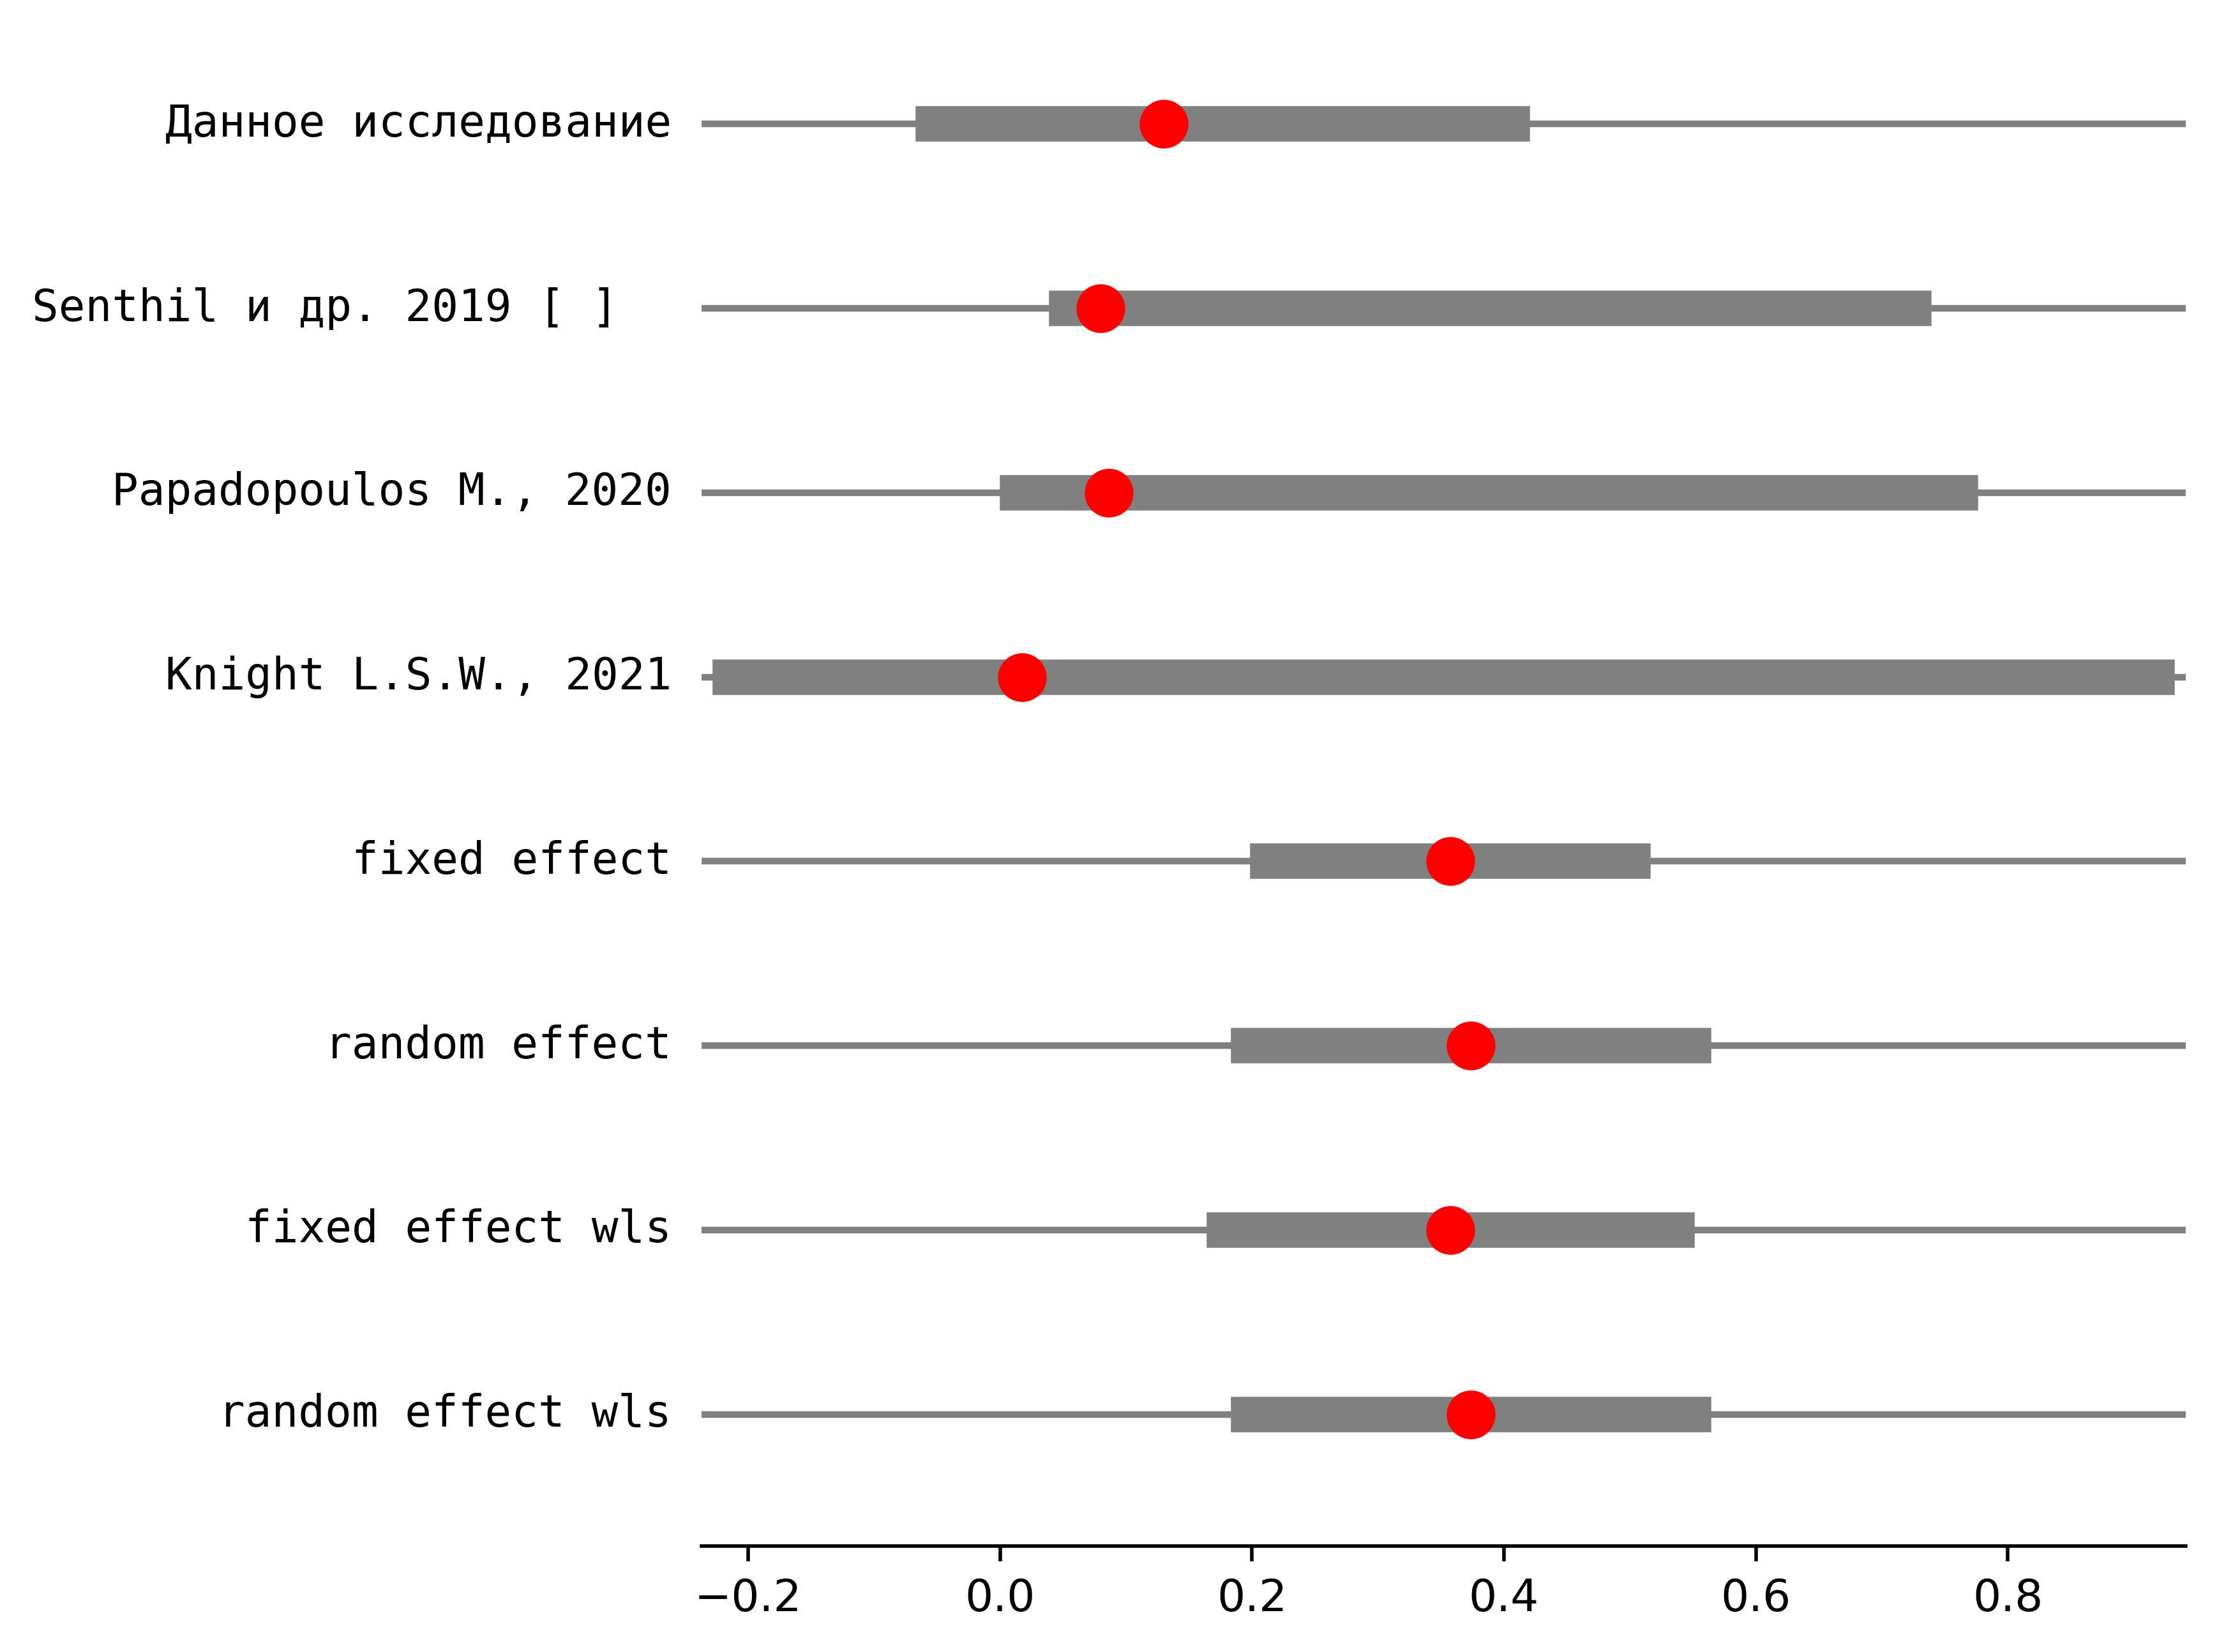 Данное исследование
Senthil и др. 2019 [ ]
Papadopoulos M., 2020
Knight L.S.W., 2021
fixed effect
random effect
fixed effect wls
random effect wls
−0.2 0.0 0.2 0.4 0.6 0.8